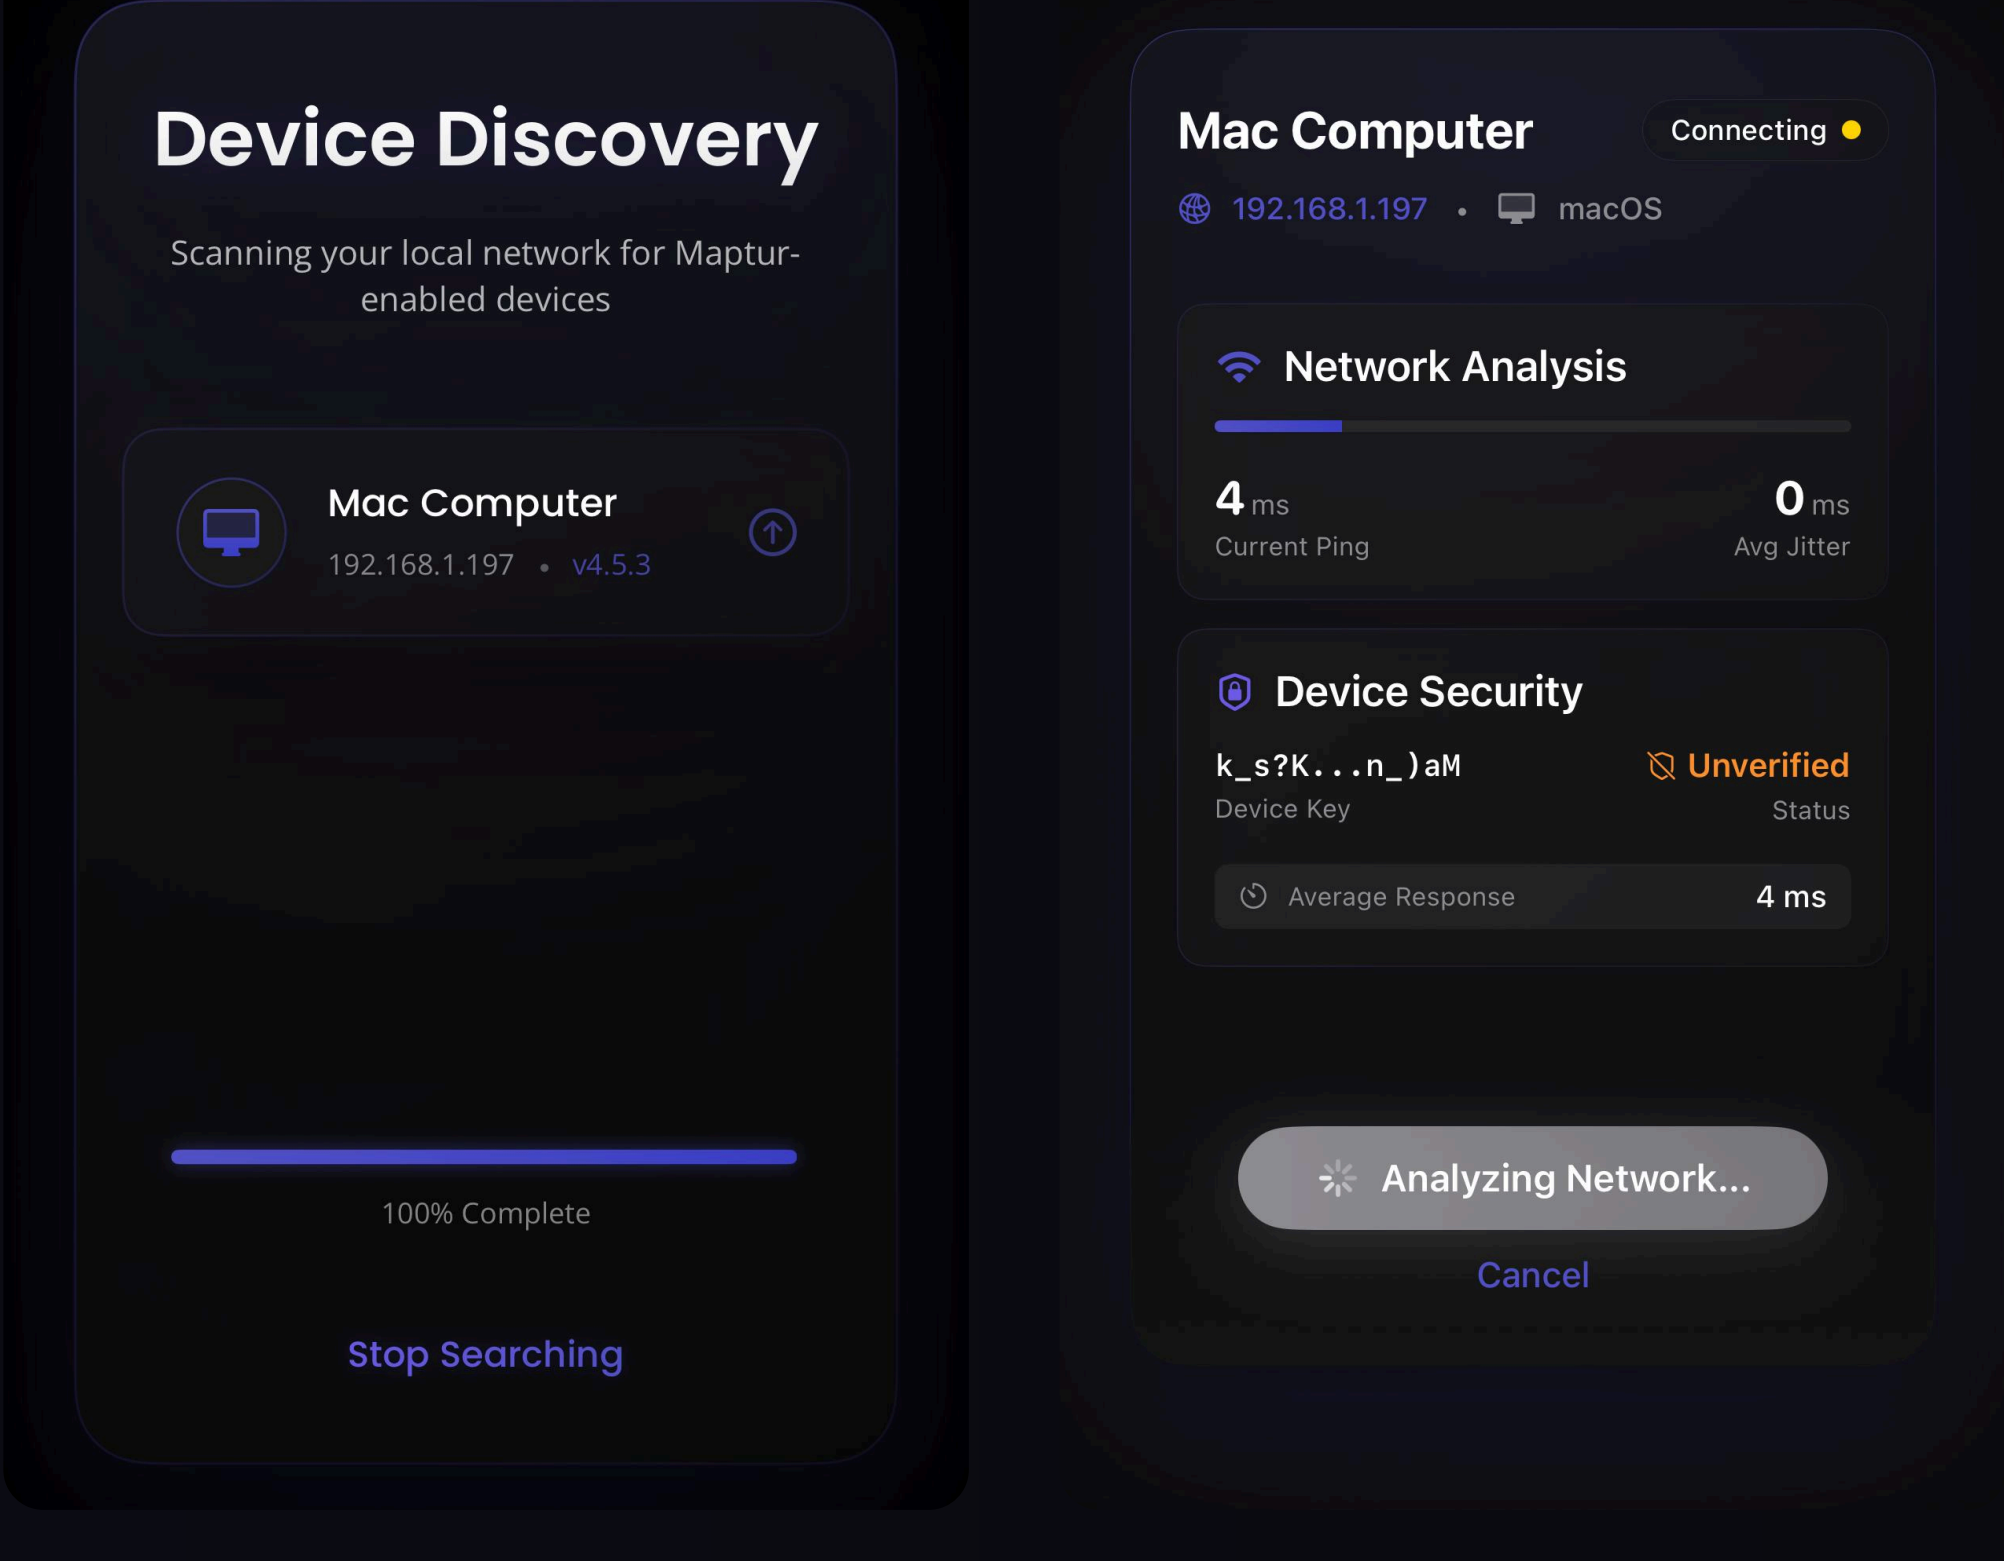 Device Discovery
Scanning your local network for Maptur-
enabled devices
Mac Computer
192.168.1.197 • v4.5.3
100% Complete
Stop Searching
Mac Computer
Connecting
192.168.1.197 • macOS
Network Analysis
4 ms
0 ms
Current Ping
Avg Jitter
Device Security
k_s?K...n_)aM
Unverified
Device Key
Status
Average Response
4 ms
Analyzing Network...
Cancel